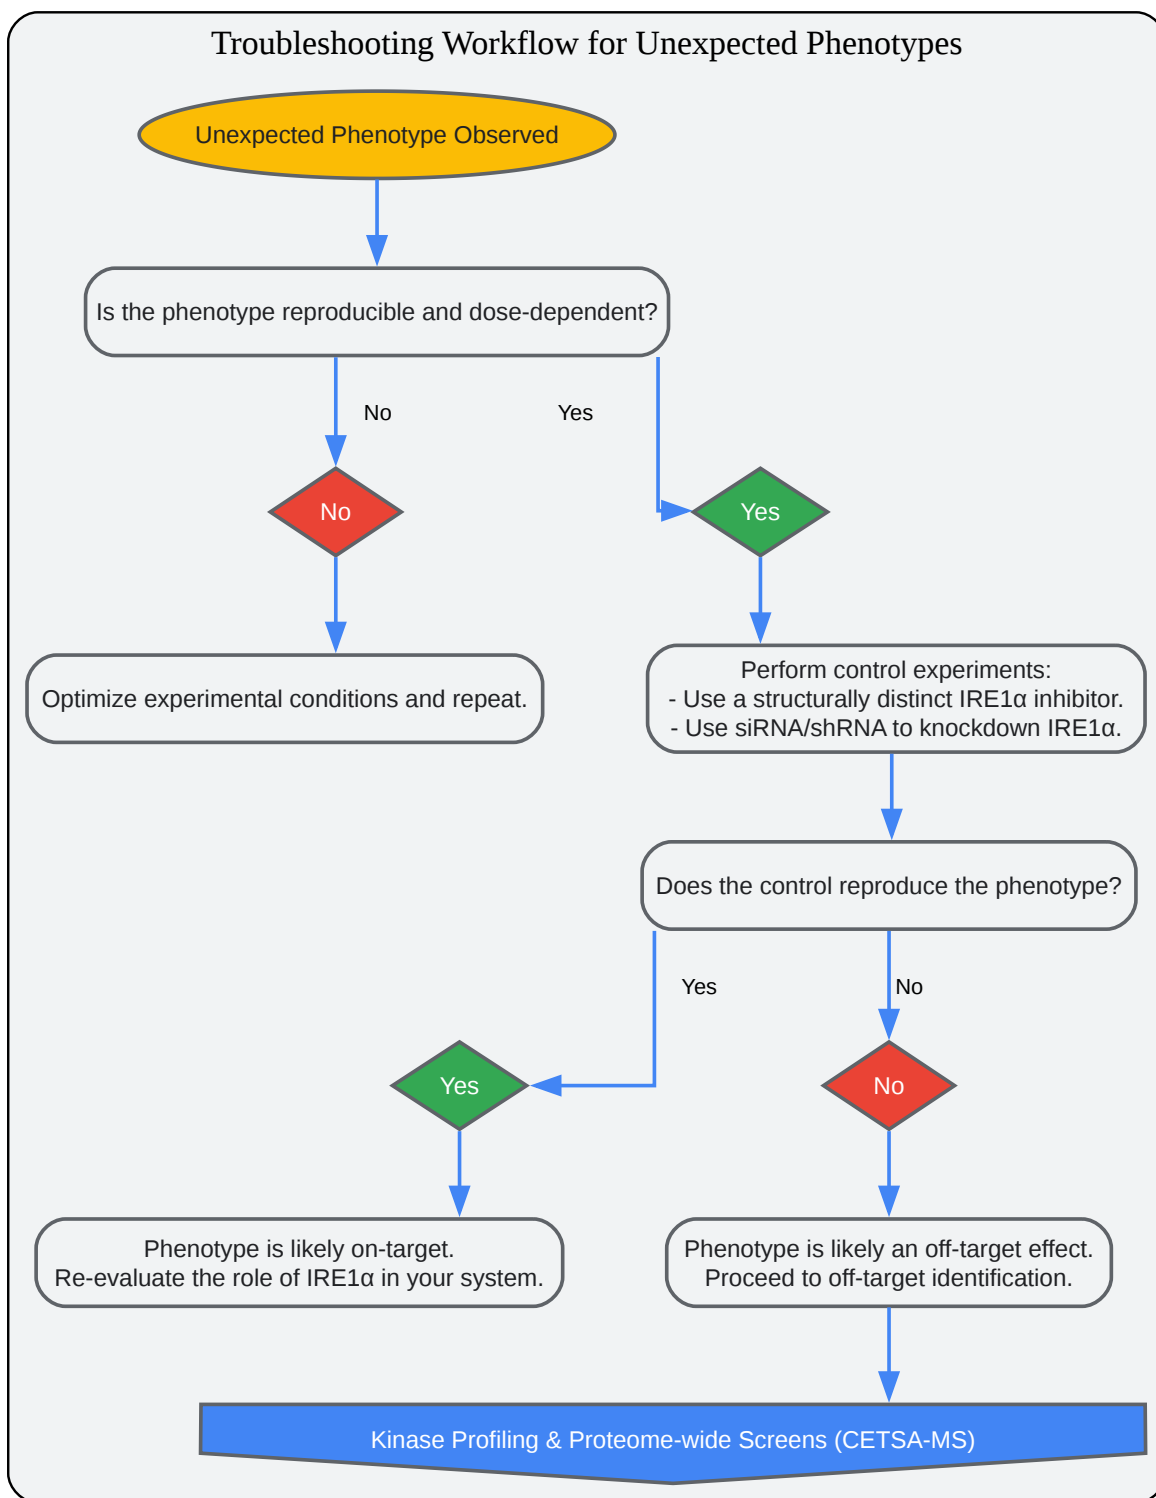 Troubleshooting Workflow for Unexpected Phenotypes
Unexpected Phenotype Observed
Is the phenotype reproducible and dose-dependent?
No
Yes
No
Yes
Optimize experimental conditions and repeat.
Perform control experiments:
- Use a structurally distinct IRE1α inhibitor.
- Use siRNA/shRNA to knockdown IRE1α.
Does the control reproduce the phenotype?
Yes
No
Yes
No
Phenotype is likely on-target.
Re-evaluate the role of IRE1α in your system.
Phenotype is likely an off-target effect.
Proceed to off-target identification.
Kinase Profiling & Proteome-wide Screens (CETSA-MS)